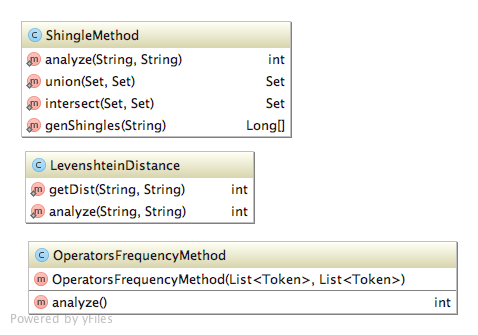 C ShingleMethod
m analyze(String, String) int
m union(Set, Set) Set
m intersect(Set, Set) Set
m genShingles(String) Long[]
C LevenshteinDistance
m getDist(String, String) int
m analyze(String, String) int
C OperatorsFrequencyMethod
m OperatorsFrequencyMethod(List<Token>, List<Token>)
m analyze() int
Powered by yFiles